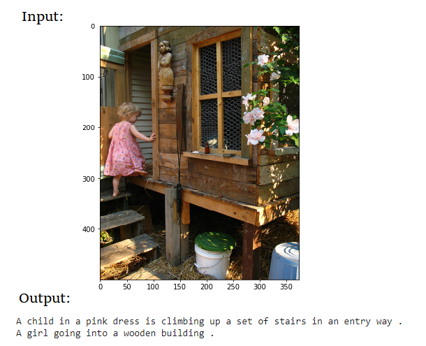 Input:
0
100
200
300
400
0 50 100 150 200 250 300 350
Output:
A child in a pink dress is climbing up a set of stairs in an entry way .
A girl going into a wooden building .